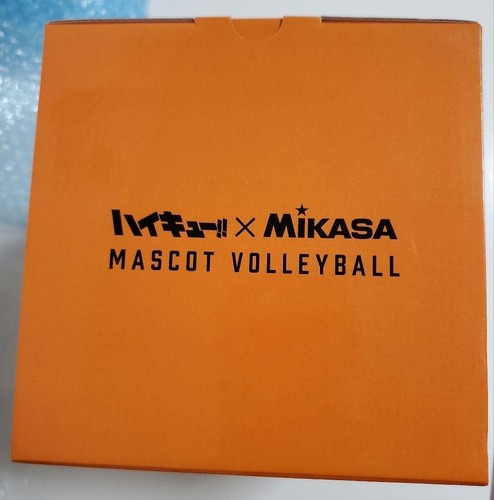 ハイキュー!! × MIKASA
MASCOT VOLLEYBALL